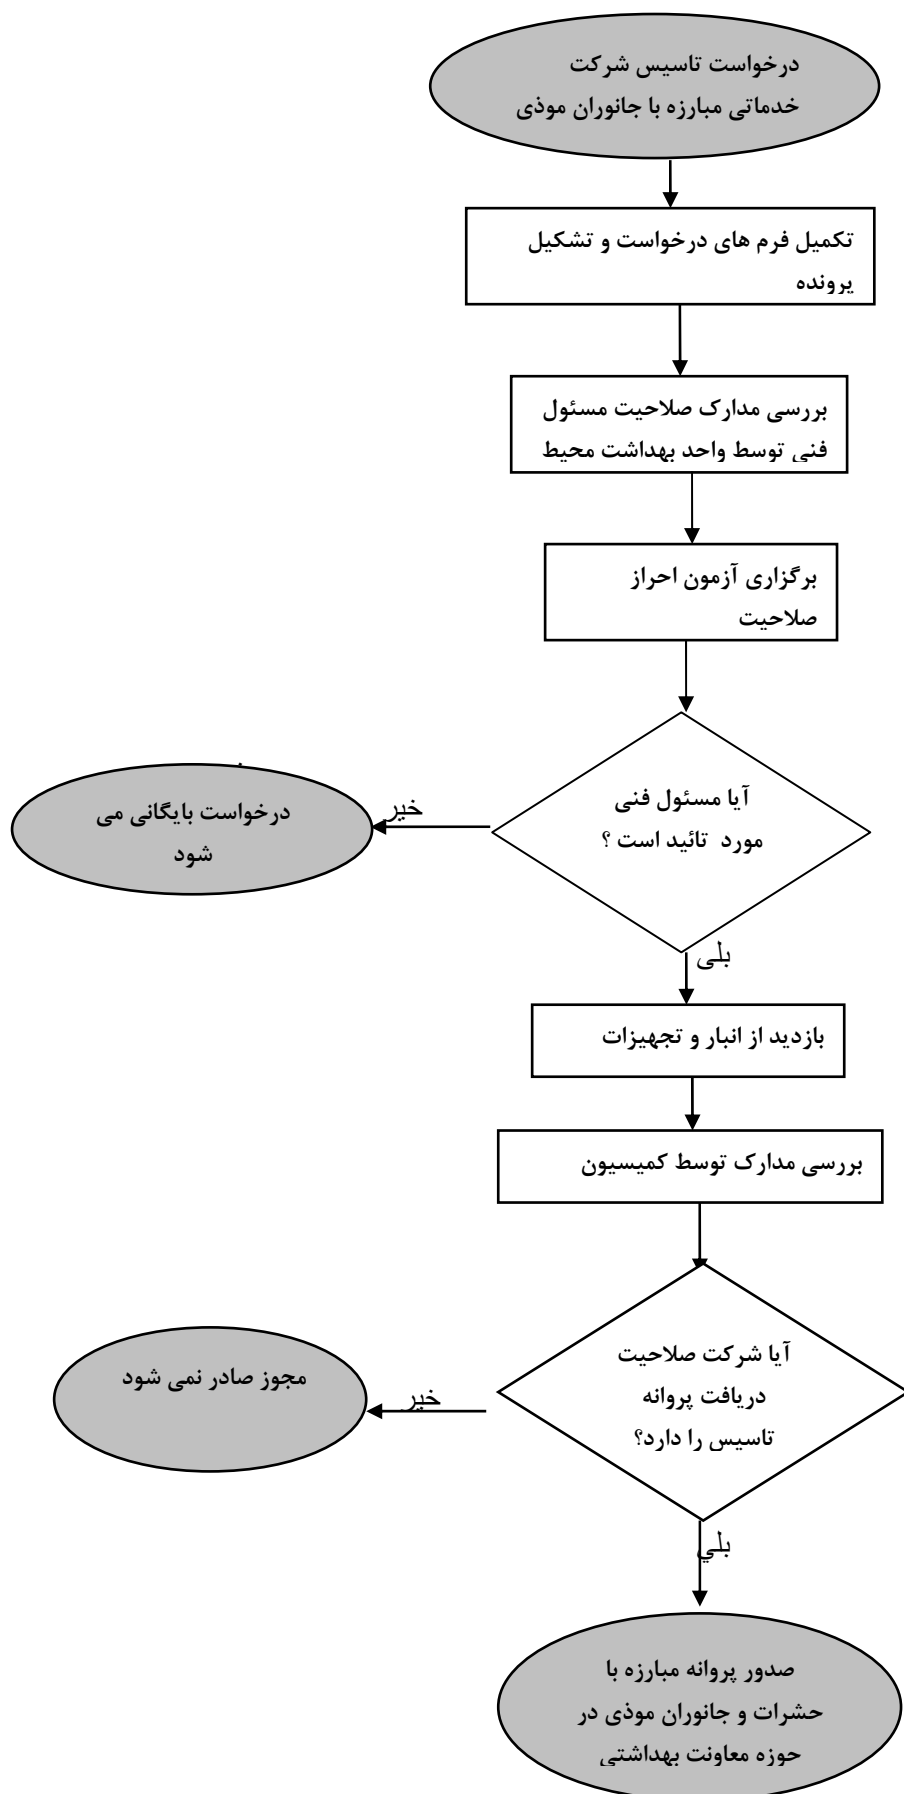 درخواست تاسیس شرکت
خدماتی مبارزه با جانوران موذی
تکمیل فرم های درخواست و تشکیل
پرونده
بررسی مدارک صلاحیت مسئول
فنی توسط واحد بهداشت محیط
برگزاری آزمون احراز
صلاحیت
آیا مسئول فنی
مورد تائید است ؟
خیر
درخواست بایگانی می
شود
بلی
بازدید از انبار و تجهیزات
بررسی مدارک توسط کمیسیون
آیا شرکت صلاحیت
دریافت پروانه
تاسیس را دارد؟
خیر
مجوز صادر نمی شود
بلي
صدور پروانه مبارزه با
حشرات و جانوران موذی در
حوزه معاونت بهداشتی